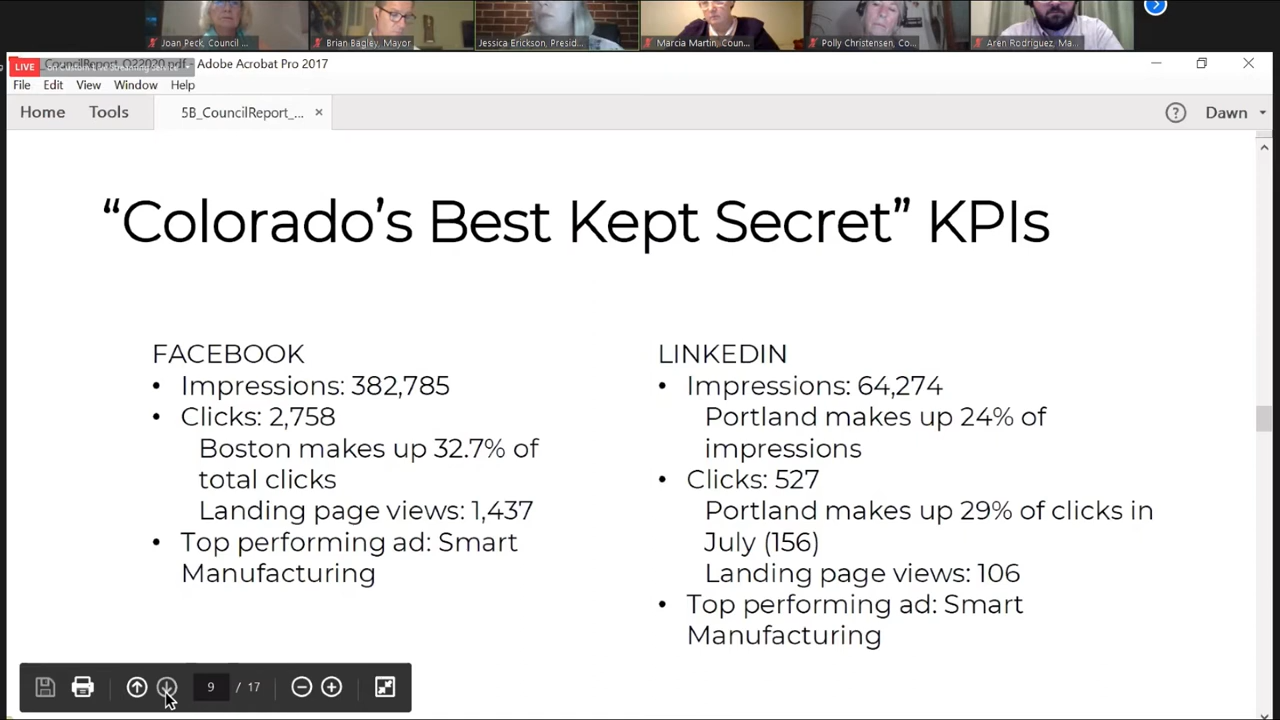 Joan Peck, Council ...
Brian Bagley, Mayor
Jessica Erickson, Presid...
Marcia Martin, Coun...
Polly Christensen, Co...
Aren Rodriguez, Ma...
LIVE
- Adobe Acrobat Pro 2017
File Edit View Window Help
Home Tools 5B_CouncilReport_... × Dawn
“Colorado’s Best Kept Secret” KPIs
FACEBOOK
• Impressions: 382,785
• Clicks: 2,758
Boston makes up 32.7% of
total clicks
Landing page views: 1,437
• Top performing ad: Smart
Manufacturing
LINKEDIN
• Impressions: 64,274
Portland makes up 24% of
impressions
• Clicks: 527
Portland makes up 29% of clicks in
July (156)
Landing page views: 106
• Top performing ad: Smart
Manufacturing
9 / 17